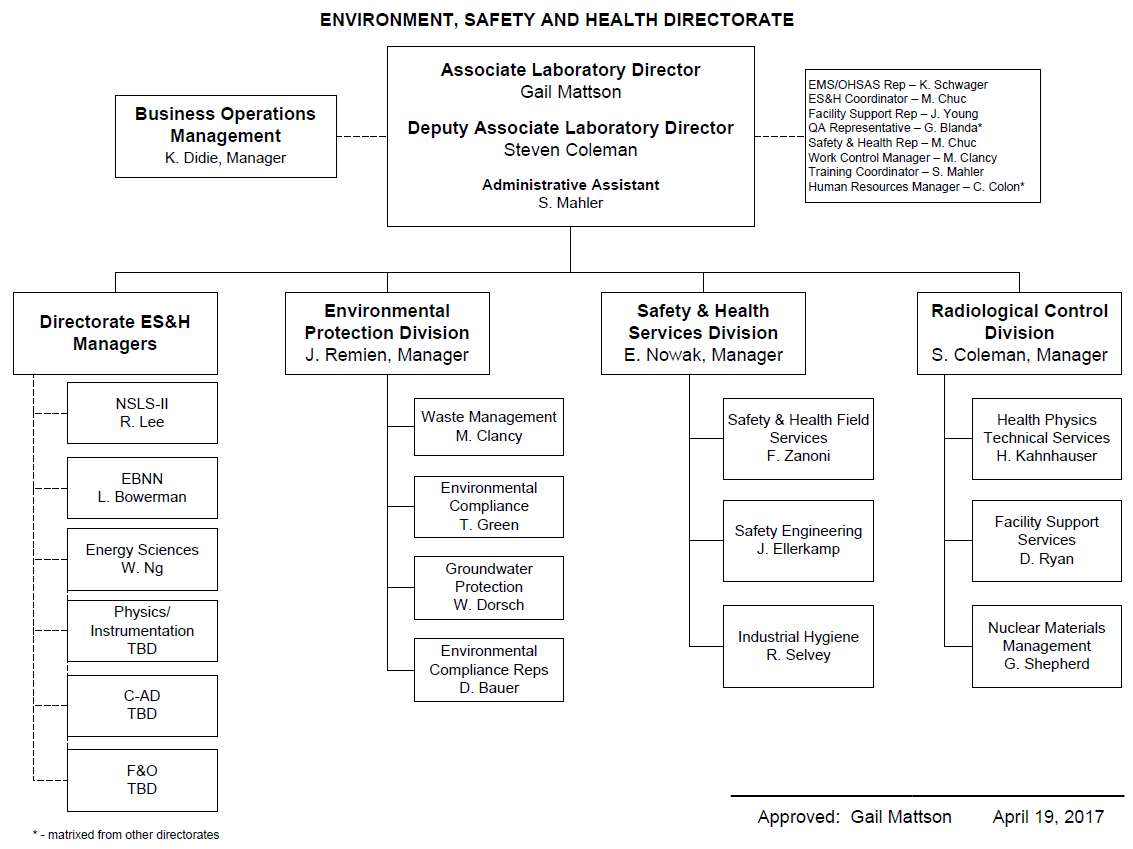 ENVIRONMENT, SAFETY AND HEALTH DIRECTORATE
Associate Laboratory Director
Gail Mattson
Deputy Associate Laboratory Director
Steven Coleman
Administrative Assistant
S. Mahler
Business Operations
Management
K. Didie, Manager
EMS/OHSAS Rep – K. Schwager
ES&H Coordinator – M. Chuc
Facility Support Rep – J. Young
QA Representative – G. Blanda*
Safety & Health Rep – M. Chuc
Work Control Manager – M. Clancy
Training Coordinator – S. Mahler
Human Resources Manager – C. Colon*
Directorate ES&H
Managers
NSLS-II
R. Lee
EBNN
L. Bowerman
Energy Sciences
W. Ng
Physics/
Instrumentation
TBD
C-AD
TBD
F&O
TBD
Environmental
Protection Division
J. Remien, Manager
Waste Management
M. Clancy
Environmental
Compliance
T. Green
Groundwater
Protection
W. Dorsch
Environmental
Compliance Reps
D. Bauer
Safety & Health
Services Division
E. Nowak, Manager
Safety & Health Field
Services
F. Zanoni
Safety Engineering
J. Ellerkamp
Industrial Hygiene
R. Selvey
Radiological Control
Division
S. Coleman, Manager
Health Physics
Technical Services
H. Kahnhauser
Facility Support
Services
D. Ryan
Nuclear Materials
Management
G. Shepherd
Approved: Gail Mattson April 19, 2017
* - matrixed from other directorates